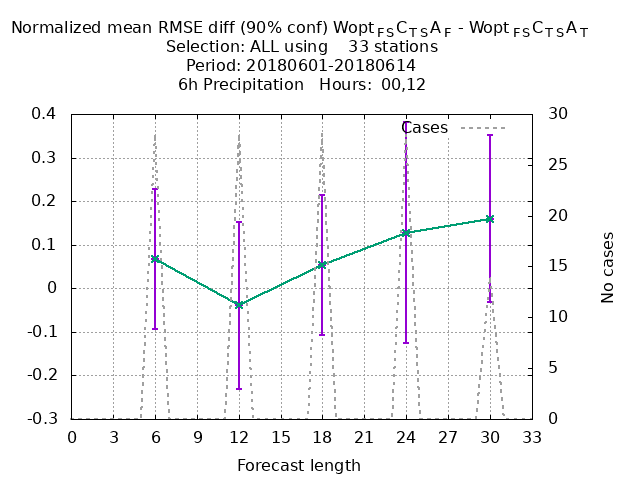 Normalized mean RMSE diff (90% conf) Wopt FS C TS A F - Wopt FS C TS A T
Selection: ALL using 33 stations
Period: 20180601-20180614
6h Precipitation Hours: 00,12
Cases
0.4
0.3
0.2
0.1
0
-0.1
-0.2
-0.3
30
25
20
15
10
5
0
No cases
0 3 6 9 12 15 18 21 24 27 30 33
Forecast length